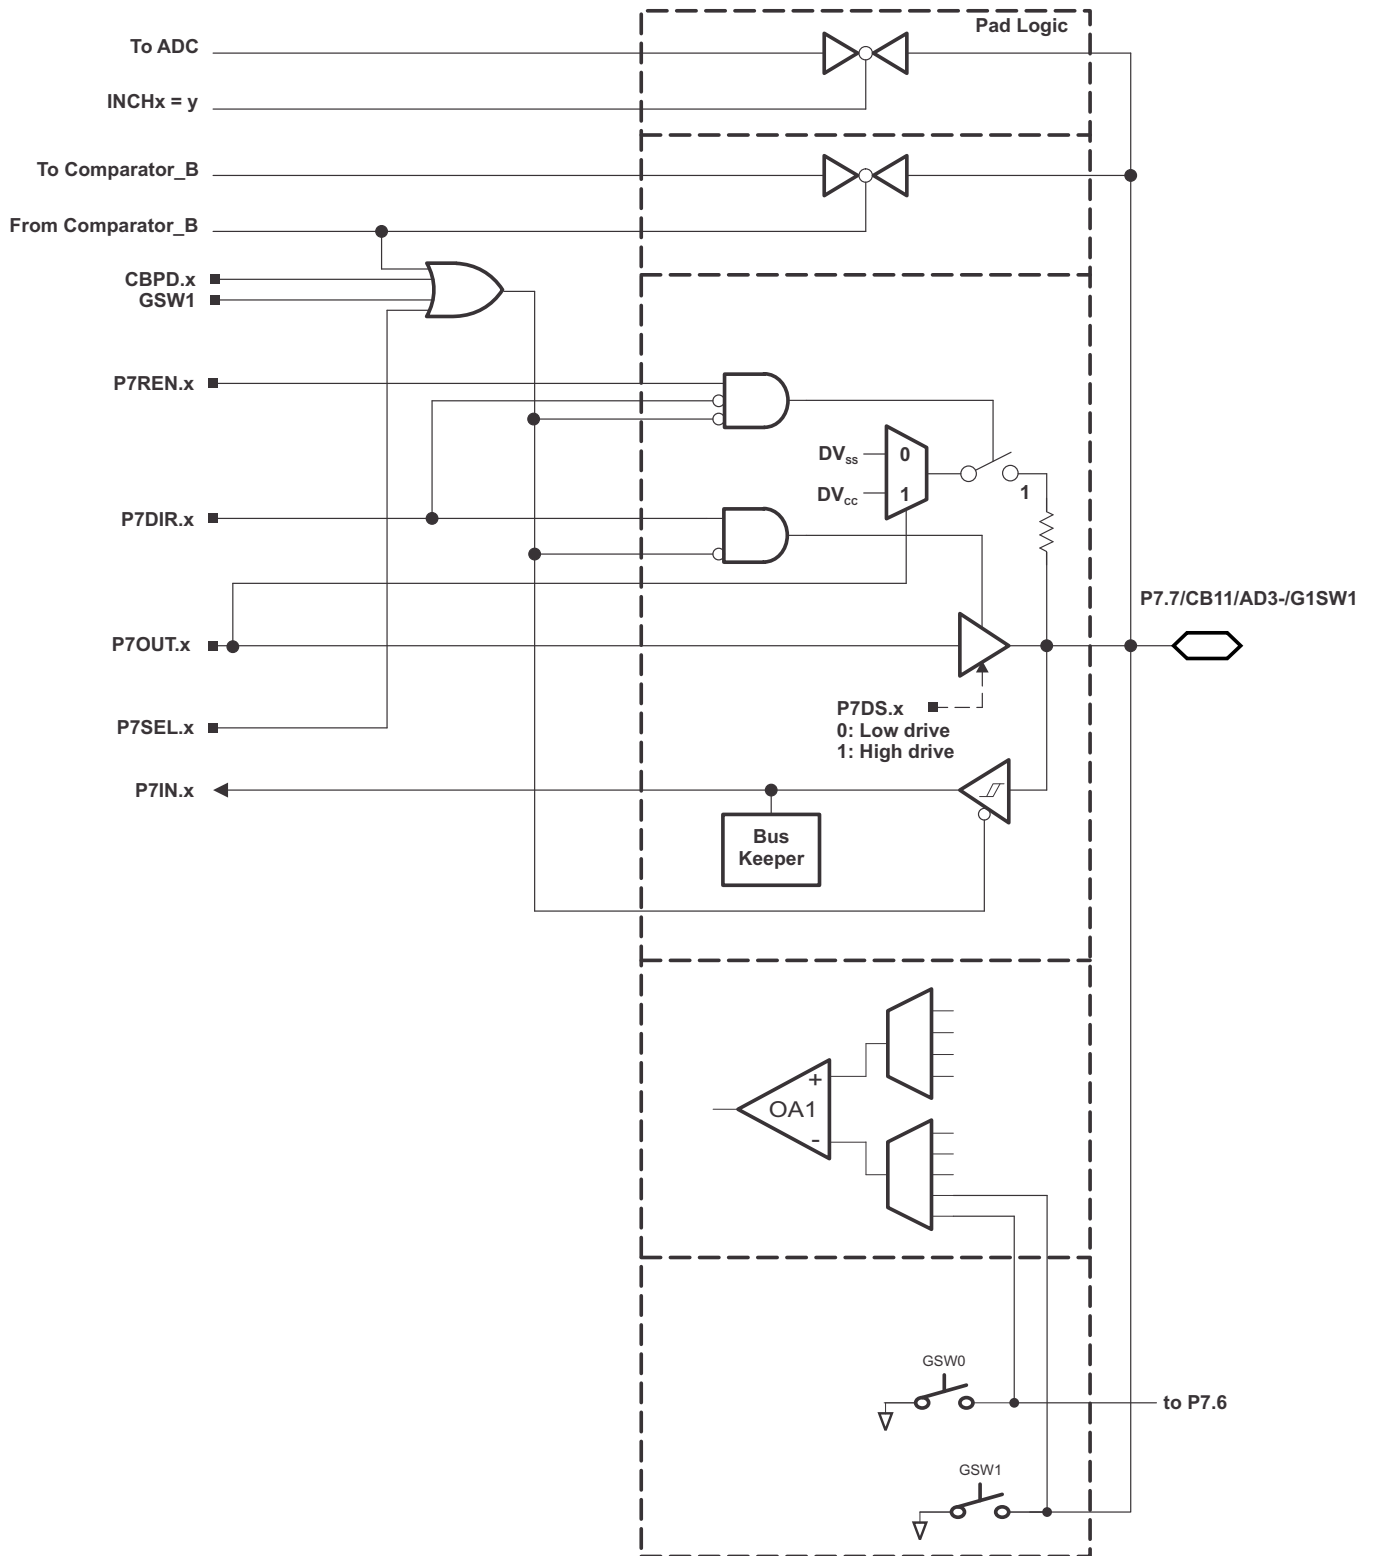 Pad Logic
To ADC
INCHx = y
To Comparator_B
From Comparator_B
CBPD.x
GSW1
P7REN.x
DVSS
0
DVCC
1
1
P7DIR.x
P7.7/CB11/AD3-/G1SW1
P7OUT.x
P7DS.x
0: Low drive
1: High drive
P7SEL.x
P7IN.x
Bus
Keeper
+
OA1
-
GSW0
to P7.6
GSW1